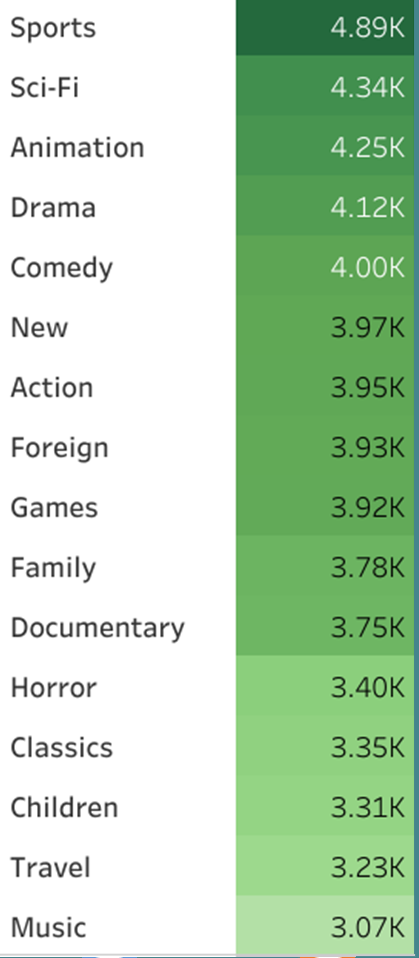 Sports 4.89K
Sci-Fi 4.34K
Animation 4.25K
Drama 4.12K
Comedy 4.00K
New 3.97K
Action 3.95K
Foreign 3.93K
Games 3.92K
Family 3.78K
Documentary 3.75K
Horror 3.40K
Classics 3.35K
Children 3.31K
Travel 3.23K
Music 3.07K